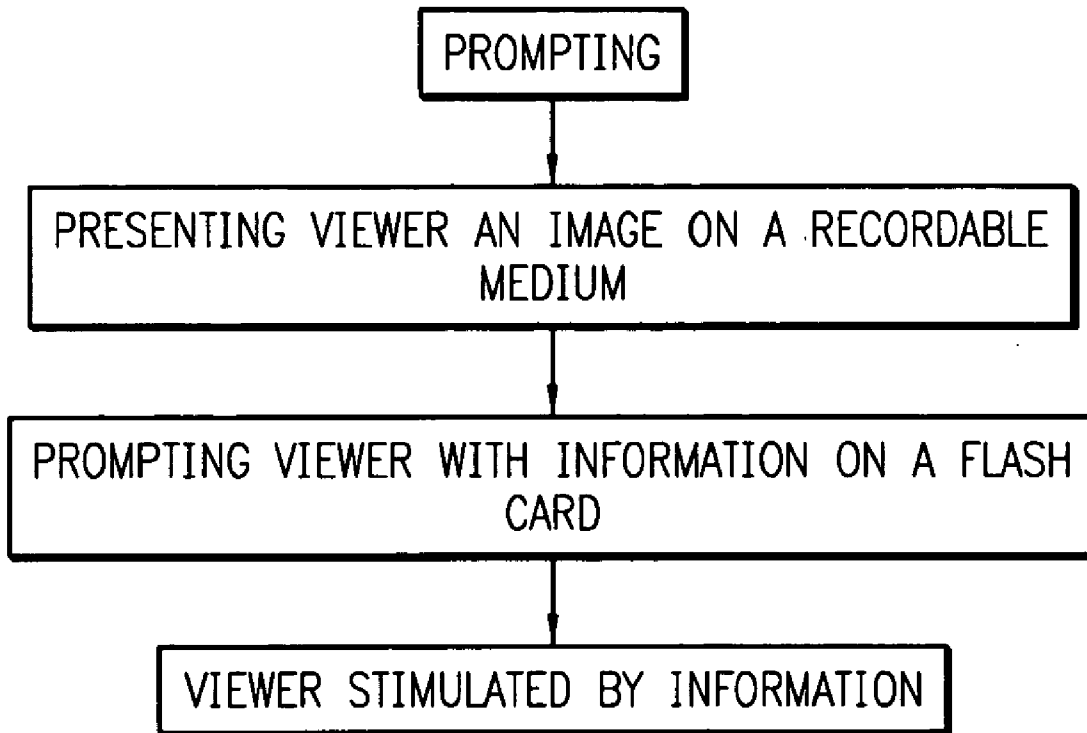 PROMPTING
PRESENTING VIEWER AN IMAGE ON A RECORDABLE
MEDIUM
PROMPTING VIEWER WITH INFORMATION ON A FLASH
CARD
VIEWER STIMULATED BY INFORMATION